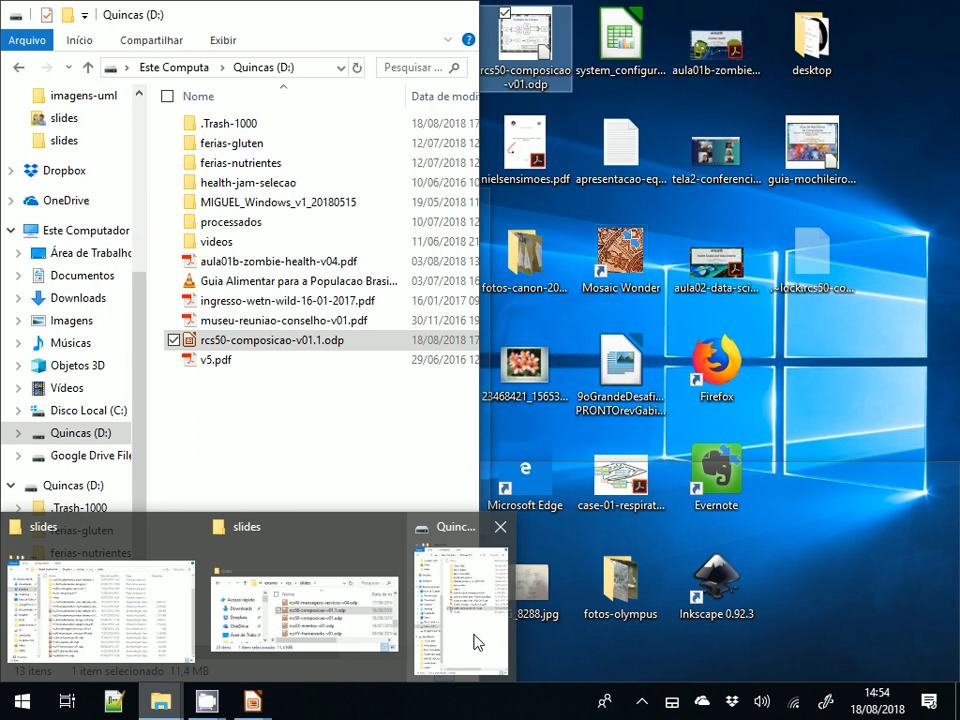 Quincas (D:)
Arquivo
Início
Compartilhar
Exibir
Este Computa
Quincas (D:)
Pesquisar ...
imagens-uml
slides
slides
Dropbox
OneDrive
Este Computador
Área de Trabalho
Documentos
Downloads
Imagens
Músicas
Objetos 3D
Vídeos
Disco Local (C:)
Quincas (D:)
Google Drive File
Quincas (D:)
.Trash-1000
ferias-gluten
ferias-nutrientes
Nome
Data de modi
.Trash-1000 18/08/2018 17
ferias-gluten 12/07/2018 12
ferias-nutrientes 12/07/2018 12
health-jam-selecao 10/06/2016 10
MIGUEL_Windows_v1_20180515 19/05/2018 11
processados 10/07/2018 12
videos 11/06/2018 21
aula01b-zombie-health-v04.pdf 03/08/2018 13
Guia Alimentar para a Populacao Brasi... 03/07/2018 16
ingresso-wetn-wild-16-01-2017.pdf 16/01/2017 09
museu-reuniao-conselho-v01.pdf 30/11/2016 10
rcs50-composicao-v01.1.odp 18/08/2018 17
v5.pdf 29/06/2016 12
rcs50-composicao
-v01.odp
system_configur...
aula01b-zombie...
desktop
nielsensimoes.pdf
apresentacao-eq...
tela2-conferenci...
guia-mochileiro...
fotos-canon-20...
Mosaic Wonder
aula02-data-sci...
.~lock.rcs50-co...
23468421_15653...
9oGrandeDesafi...
PRONTOrevGabi...
Firefox
Microsoft Edge
case-01-respirat...
Evernote
_8288.jpg
fotos-olympus
Inkscape 0.92.3
slides
slides
Quinc...
13 itens
1 item selecionado
11,4 MB
14:54
18/08/2018